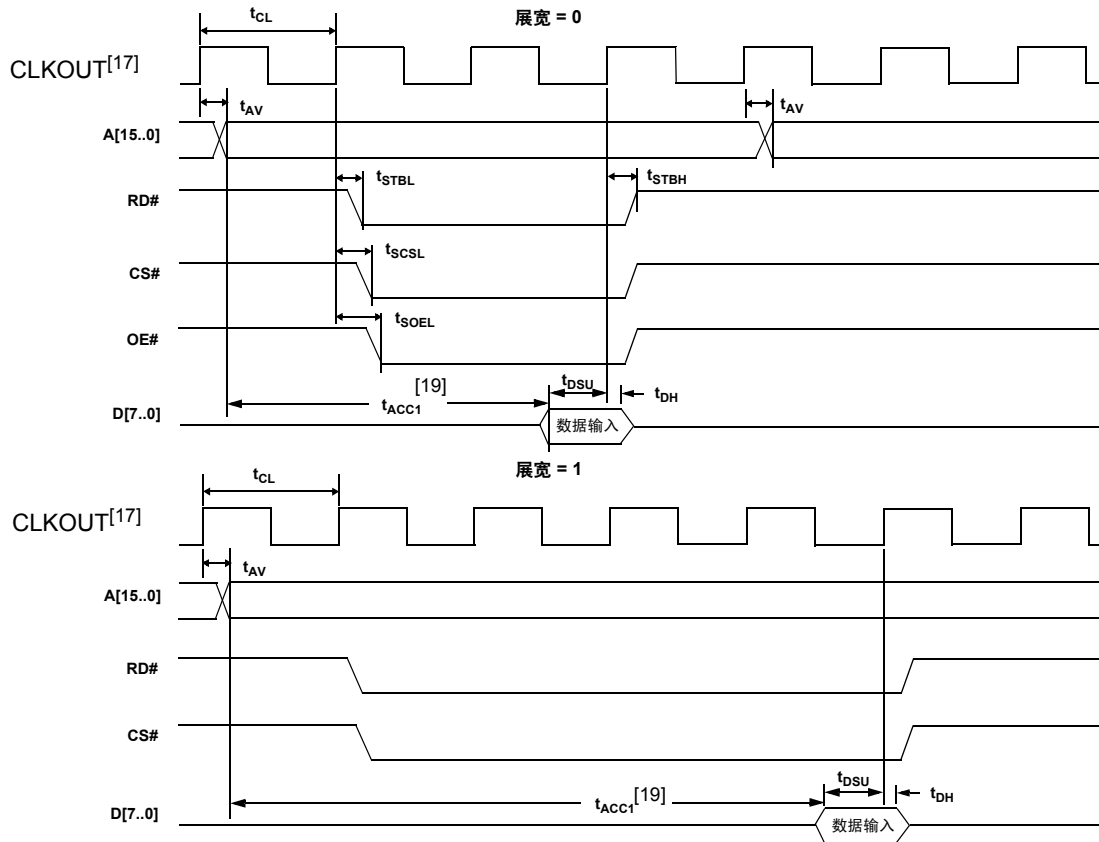 tCL
展宽 = 0
CLKOUT[17]
tAV
tAV
A[15..0]
tSTBL
tSTBH
RD#
tSCSL
CS#
tSOEL
OE#
[19]
tDSU
tACC1
tDH
D[7..0]
数据输入
展宽 = 1
tCL
CLKOUT[17]
tAV
A[15..0]
RD#
CS#
tDSU
tACC1[19]
tDH
D[7..0]
数据输入